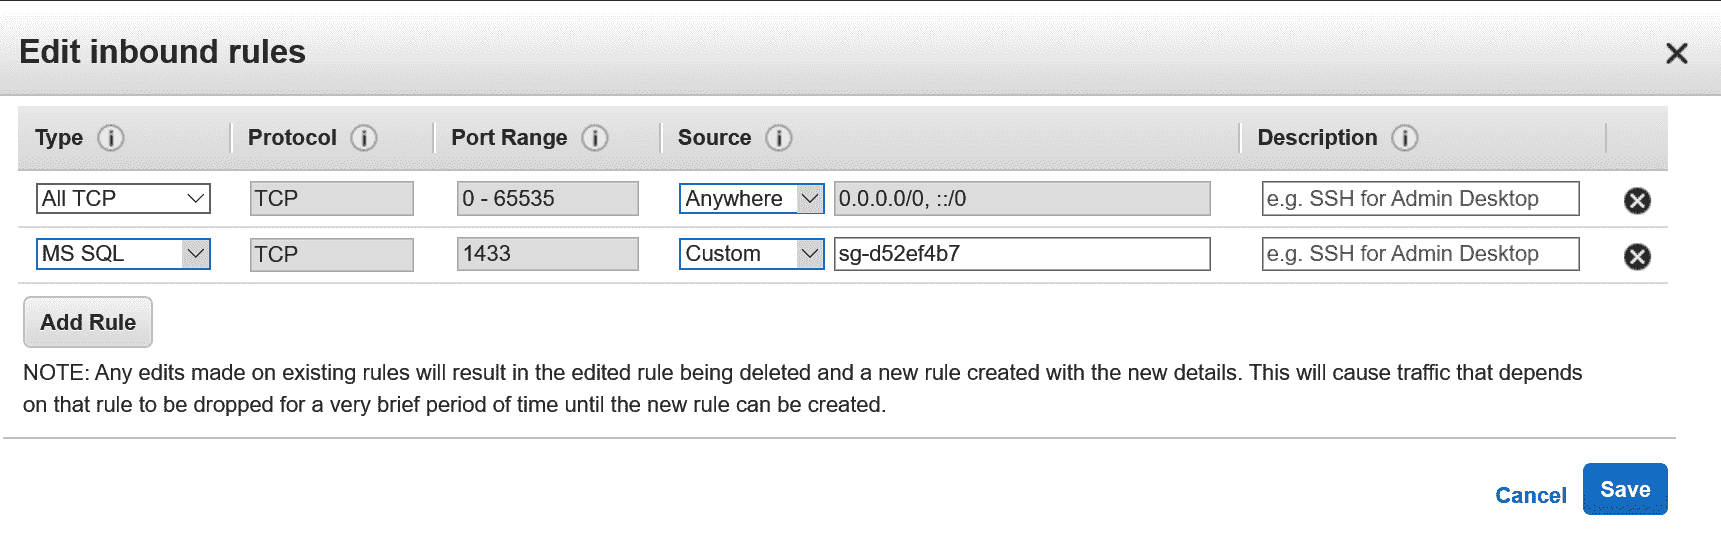 Edit inbound rules
Type Protocol Port Range Source Description
All TCP TCP 0 - 65535 Anywhere 0.0.0.0/0, ::/0 e.g. SSH for Admin Desktop
MS SQL TCP 1433 Custom sg-d52ef4b7 e.g. SSH for Admin Desktop
Add Rule
NOTE: Any edits made on existing rules will result in the edited rule being deleted and a new rule created with the new details. This will cause traffic that depends
on that rule to be dropped for a very brief period of time until the new rule can be created.
Cancel Save